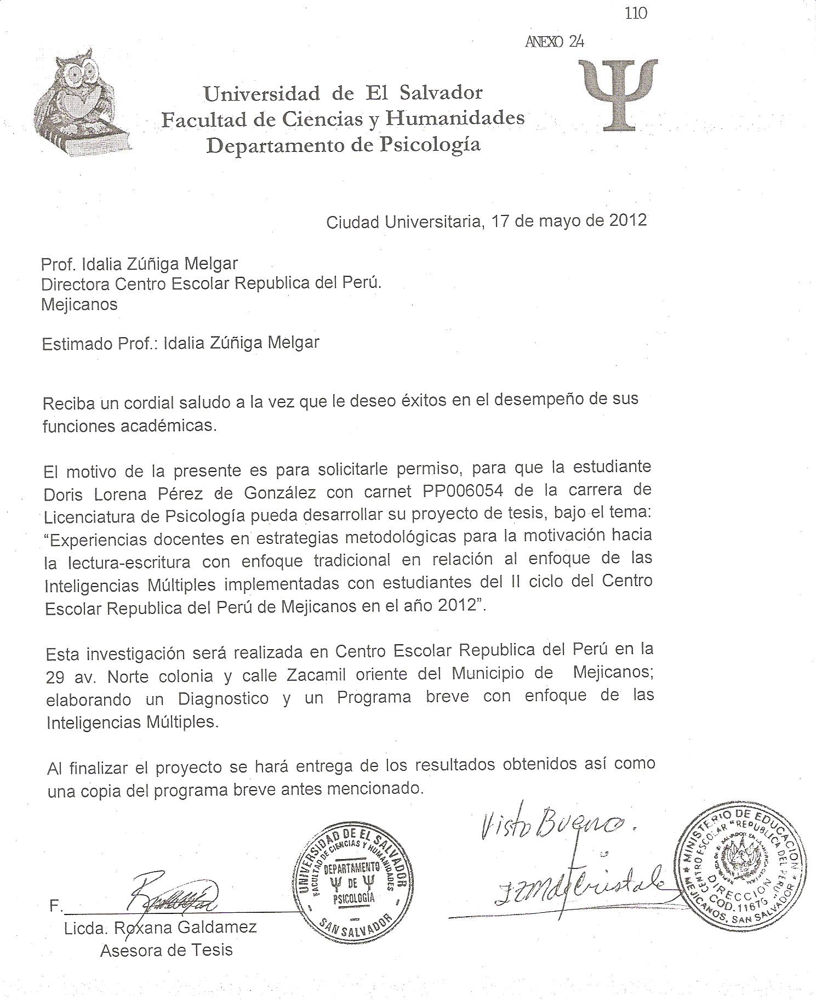 110
ANEXO 24
Universidad de El Salvador
Facultad de Ciencias y Humanidades
Departamento de Psicología
Ciudad Universitaria, 17 de mayo de 2012
Prof. Idalia Zúñiga Melgar
Directora Centro Escolar Republica del Perú.
Mejicanos
Estimado Prof.: Idalia Zúñiga Melgar
Reciba un cordial saludo a la vez que le deseo éxitos en el desempeño de sus
funciones académicas.
El motivo de la presente es para solicitarle permiso, para que la estudiante
Doris Lorena Pérez de González con carnet PP006054 de la carrera de
Licenciatura de Psicología pueda desarrollar su proyecto de tesis, bajo el tema:
“Experiencias docentes en estrategias metodológicas para la motivación hacia
la lectura-escritura con enfoque tradicional en relación al enfoque de las
Inteligencias Múltiples implementadas con estudiantes del II ciclo del Centro
Escolar Republica del Perú de Mejicanos en el año 2012”.
Esta investigación será realizada en Centro Escolar Republica del Perú en la
29 av. Norte colonia y calle Zacamil oriente del Municipio de Mejicanos;
elaborando un Diagnostico y un Programa breve con enfoque de las
Inteligencias Múltiples.
Al finalizar el proyecto se hará entrega de los resultados obtenidos así como
una copia del programa breve antes mencionado.
Visto Bueno.
F.
Licda. Roxana Galdamez
Asesora de Tesis
UNIVERSIDAD DE EL SALVADOR
FACULTAD DE CIENCIAS Y HUMANIDADES
DEPARTAMENTO
Ψ DE Ψ
PSICOLOGÍA
- SAN SALVADOR -
* MINISTERIO DE EDUCACION *
CENTRO ESCOLAR "REPUBLICA DEL PERU"
DIRECCION
COD. 11675
MEJICANOS, SAN SALVADOR